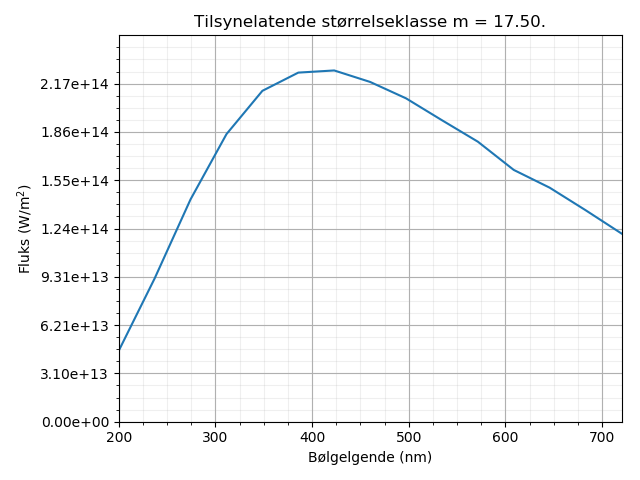 Tilsynelatende størrelseklasse m = 17.50.
2.17e+14
1.86e+14
1.55e+14
1.24e+14
9.31e+13
6.21e+13
3.10e+13
0.00e+00
Fluks (W/m²)
200 300 400 500 600 700
Bølgelgende (nm)